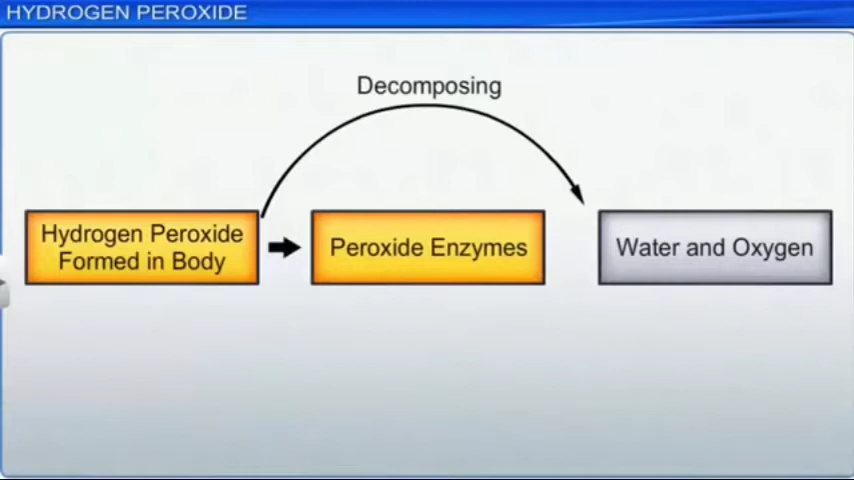 HYDROGEN PEROXIDE
Decomposing
Hydrogen Peroxide
Formed in Body
Peroxide Enzymes
Water and Oxygen